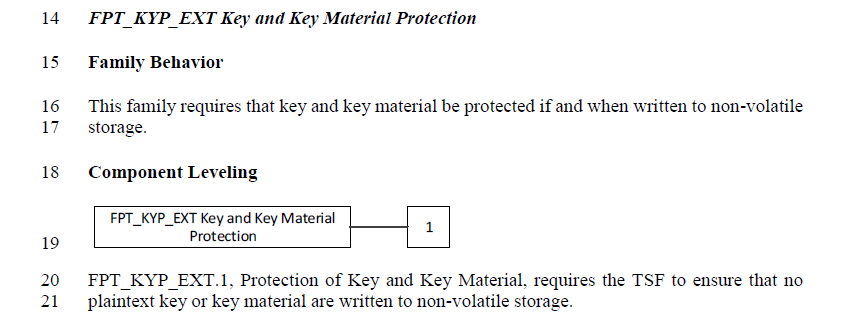 14 FPT_KYP_EXT Key and Key Material Protection
15 Family Behavior
16 This family requires that key and key material be protected if and when written to non-volatile
17 storage.
18 Component Leveling
FPT_KYP_EXT Key and Key Material
Protection
1
19
20 FPT_KYP_EXT.1, Protection of Key and Key Material, requires the TSF to ensure that no
21 plaintext key or key material are written to non-volatile storage.